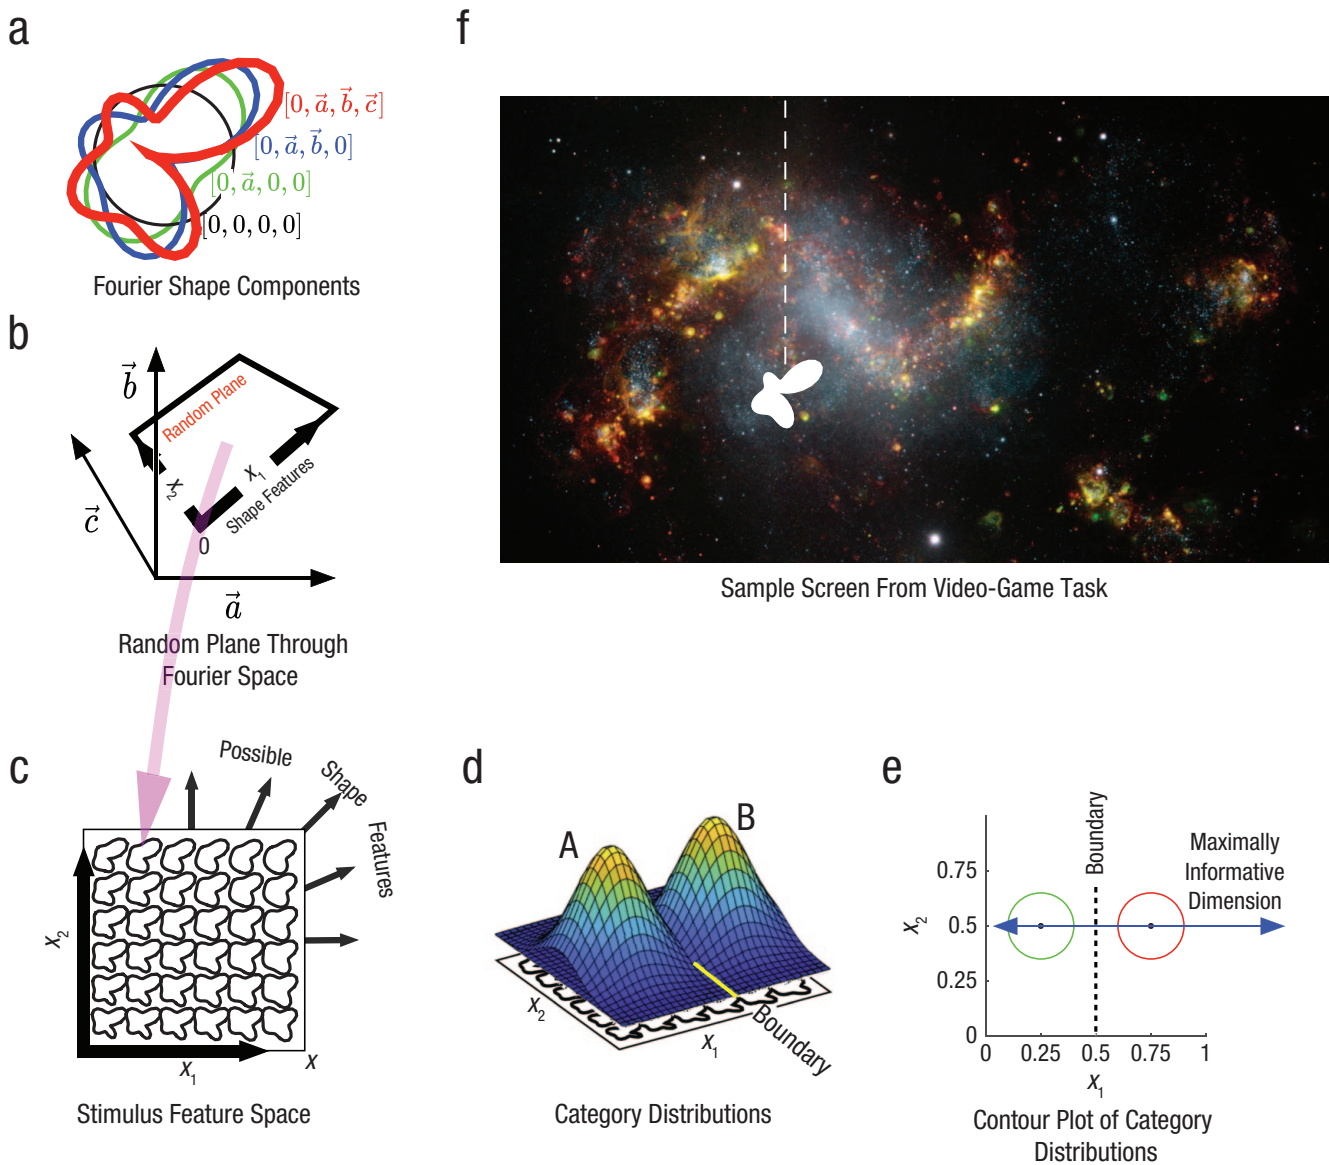 a
[0, a⃗, b⃗, c⃗]
[0, a⃗, b⃗, 0]
[0, a⃗, 0, 0]
[0, 0, 0, 0]
Fourier Shape Components
b
b⃗
Random Plane
c⃗
X₂
X₁
Shape Features
0
a⃗
Random Plane Through
Fourier Space
c
Possible
Shape
Features
X₂
X₁
X
Stimulus Feature Space
d
A
B
X₂
X₁
Boundary
Category Distributions
e
Boundary
Maximally
Informative
Dimension
X₂
0.75
0.5
0.25
0
0 0.25 0.5 0.75 1
X₁
Contour Plot of Category
Distributions
f
Sample Screen From Video-Game Task